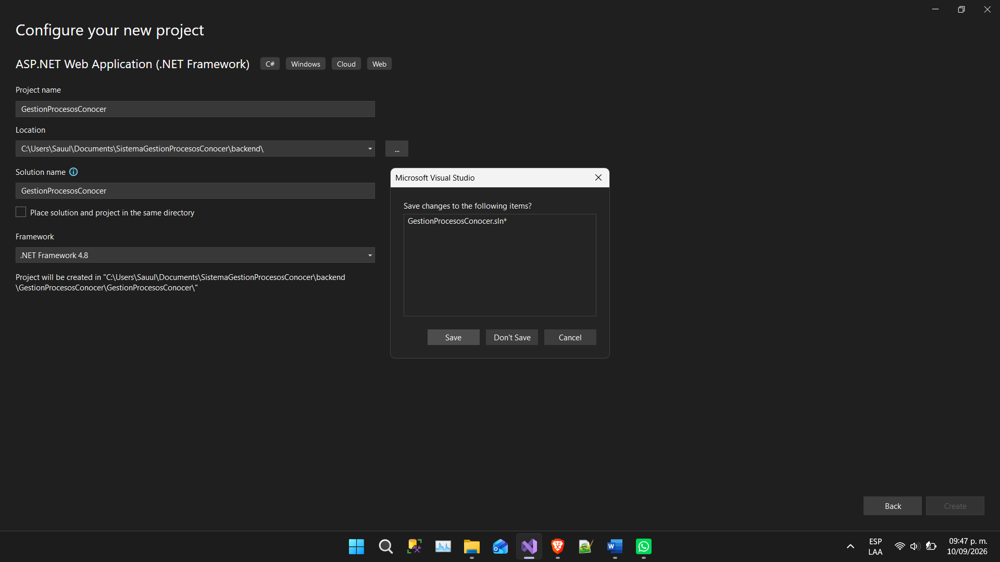 Configure your new project
ASP.NET Web Application (.NET Framework) C# Windows Cloud Web
Project name
GestionProcesosConocer
Location
C:\Users\Sauul\Documents\SistemaGestionProcesosConocer\backend\
...
Solution name
GestionProcesosConocer
Place solution and project in the same directory
Framework
.NET Framework 4.8
Project will be created in "C:\Users\Sauul\Documents\SistemaGestionProcesosConocer\backend
\GestionProcesosConocer\GestionProcesosConocer\"
Microsoft Visual Studio
Save changes to the following items?
GestionProcesosConocer.sln*
Save Don't Save Cancel
Back Create
ESP
LAA
09:47 p. m.
10/09/2026